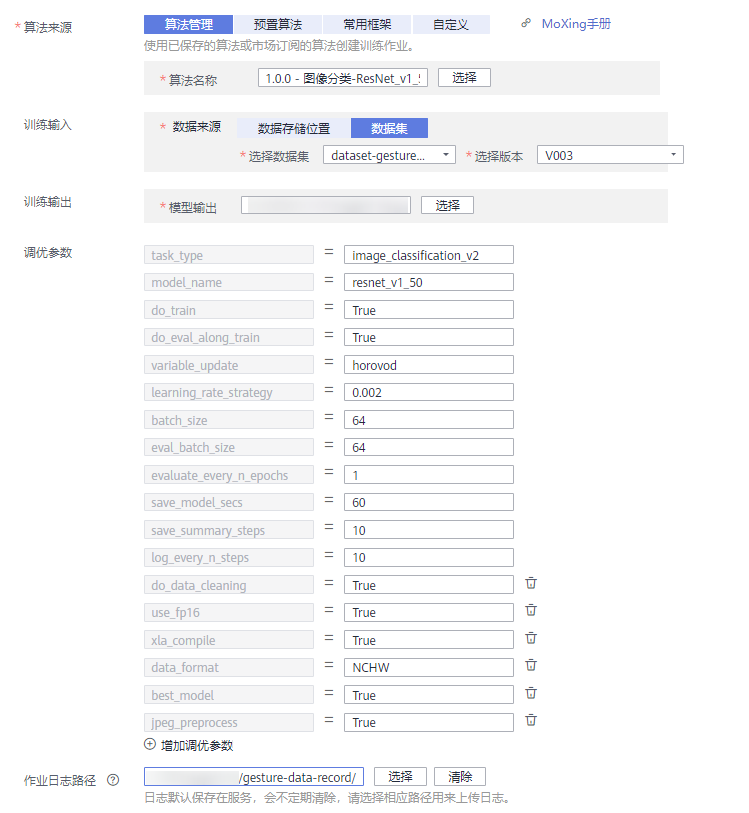 * 算法来源 算法管理 预置算法 常用框架 自定义 MoXing手册
使用已保存的算法或市场订阅的算法创建训练作业。
* 算法名称 1.0.0 - 图像分类-ResNet_v1_5 选择
训练输入 * 数据来源 数据存储位置 数据集
* 选择数据集 dataset-gesture... * 选择版本 V003
训练输出 * 模型输出 选择
调优参数
task_type = image_classification_v2
model_name = resnet_v1_50
do_train = True
do_eval_along_train = True
variable_update = horovod
learning_rate_strategy = 0.002
batch_size = 64
eval_batch_size = 64
evaluate_every_n_epochs = 1
save_model_secs = 60
save_summary_steps = 10
log_every_n_steps = 10
do_data_cleaning = True
use_fp16 = True
xla_compile = True
data_format = NCHW
best_model = True
jpeg_preprocess = True
增加调优参数
作业日志路径 ? /gesture-data-record/ 选择 清除
日志默认保存在服务，会不定期清除，请选择相应路径用来上传日志。